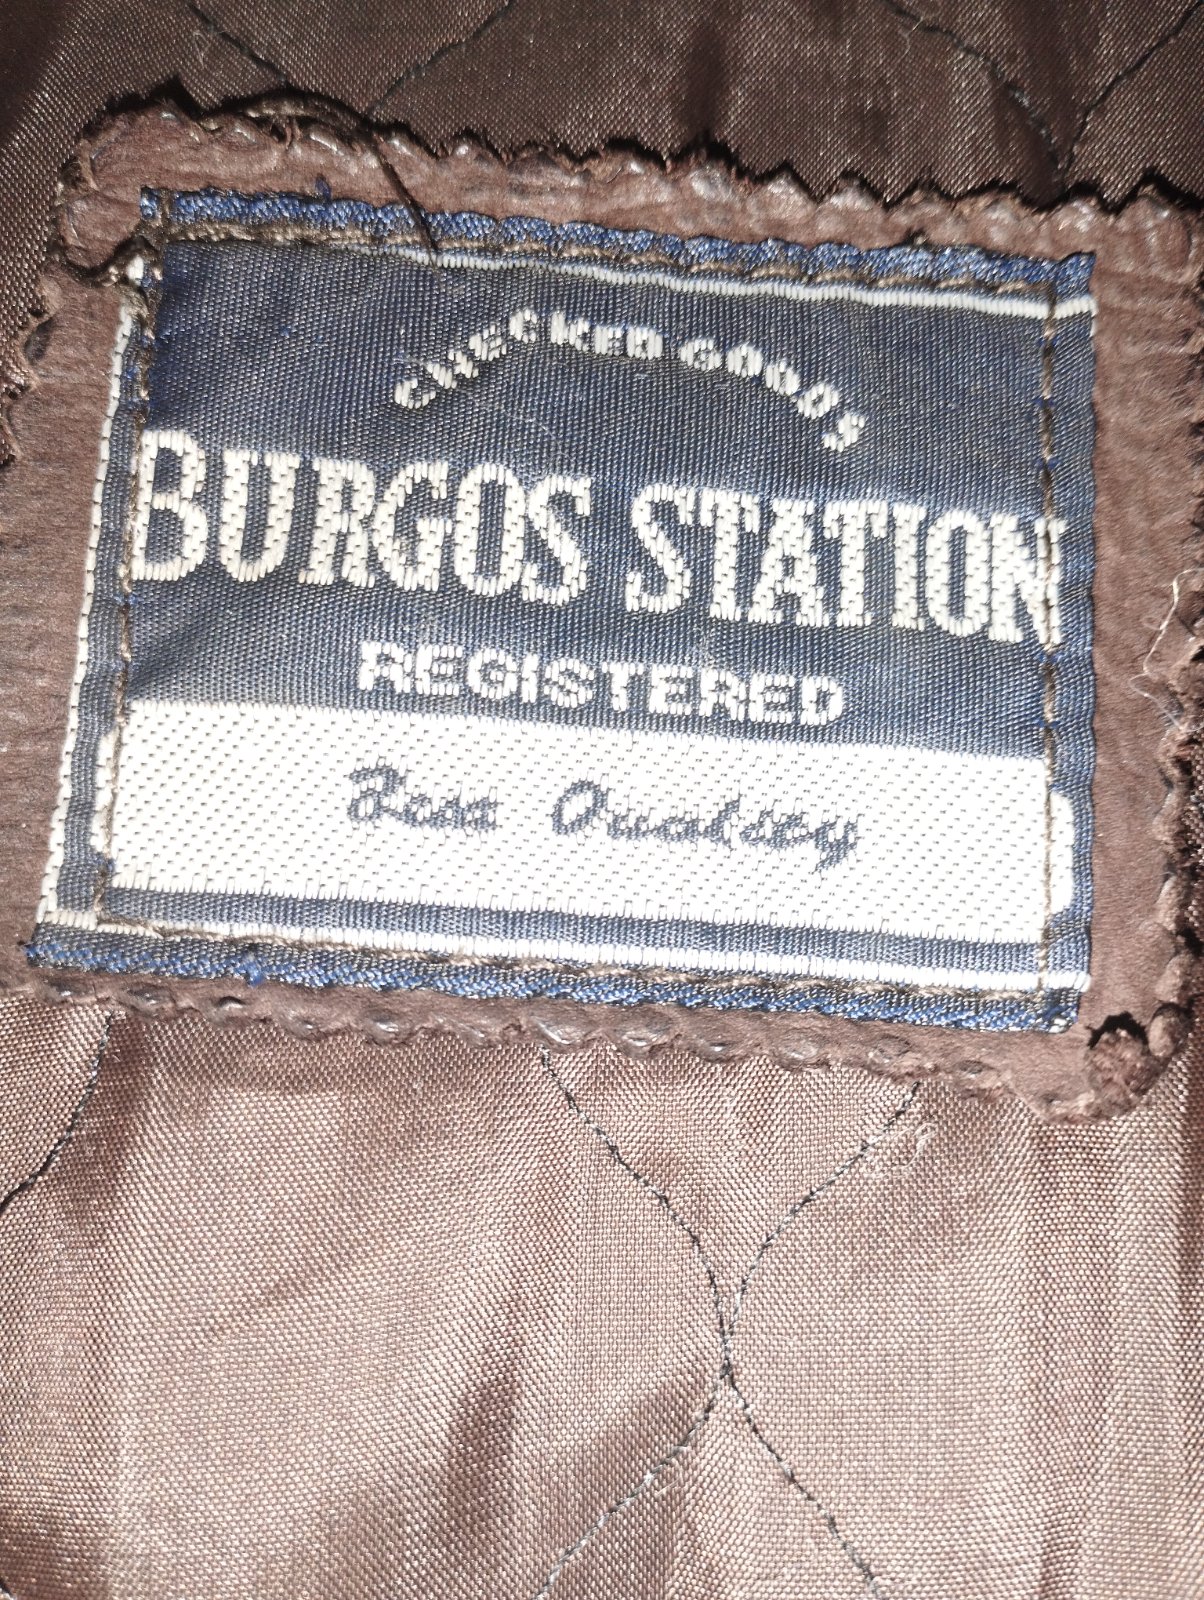 CHECKED GOODS
BURGOS STATION
REGISTERED
Best Quality